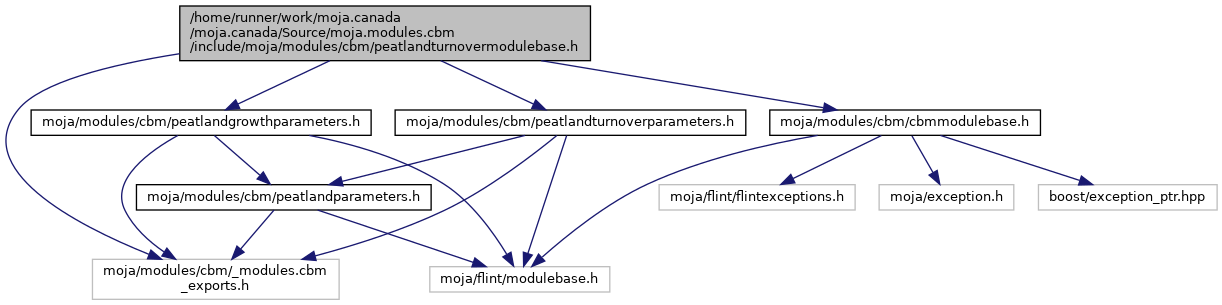 /home/runner/work/moja.canada
/moja.canada/Source/moja.modules.cbm
/include/moja/modules/cbm/peatlandturnovermodulebase.h
moja/modules/cbm/peatlandgrowthparameters.h
moja/modules/cbm/peatlandturnoverparameters.h
moja/modules/cbm/cbmmodulebase.h
moja/modules/cbm/peatlandparameters.h
moja/flint/flintexceptions.h
moja/exception.h
boost/exception_ptr.hpp
moja/modules/cbm/_modules.cbm
_exports.h
moja/flint/modulebase.h